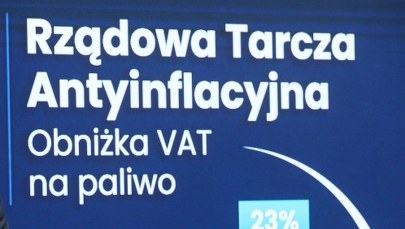 Rządowa Tarcza
Antyinflacyjna
Obniżka VAT
na paliwo
23%